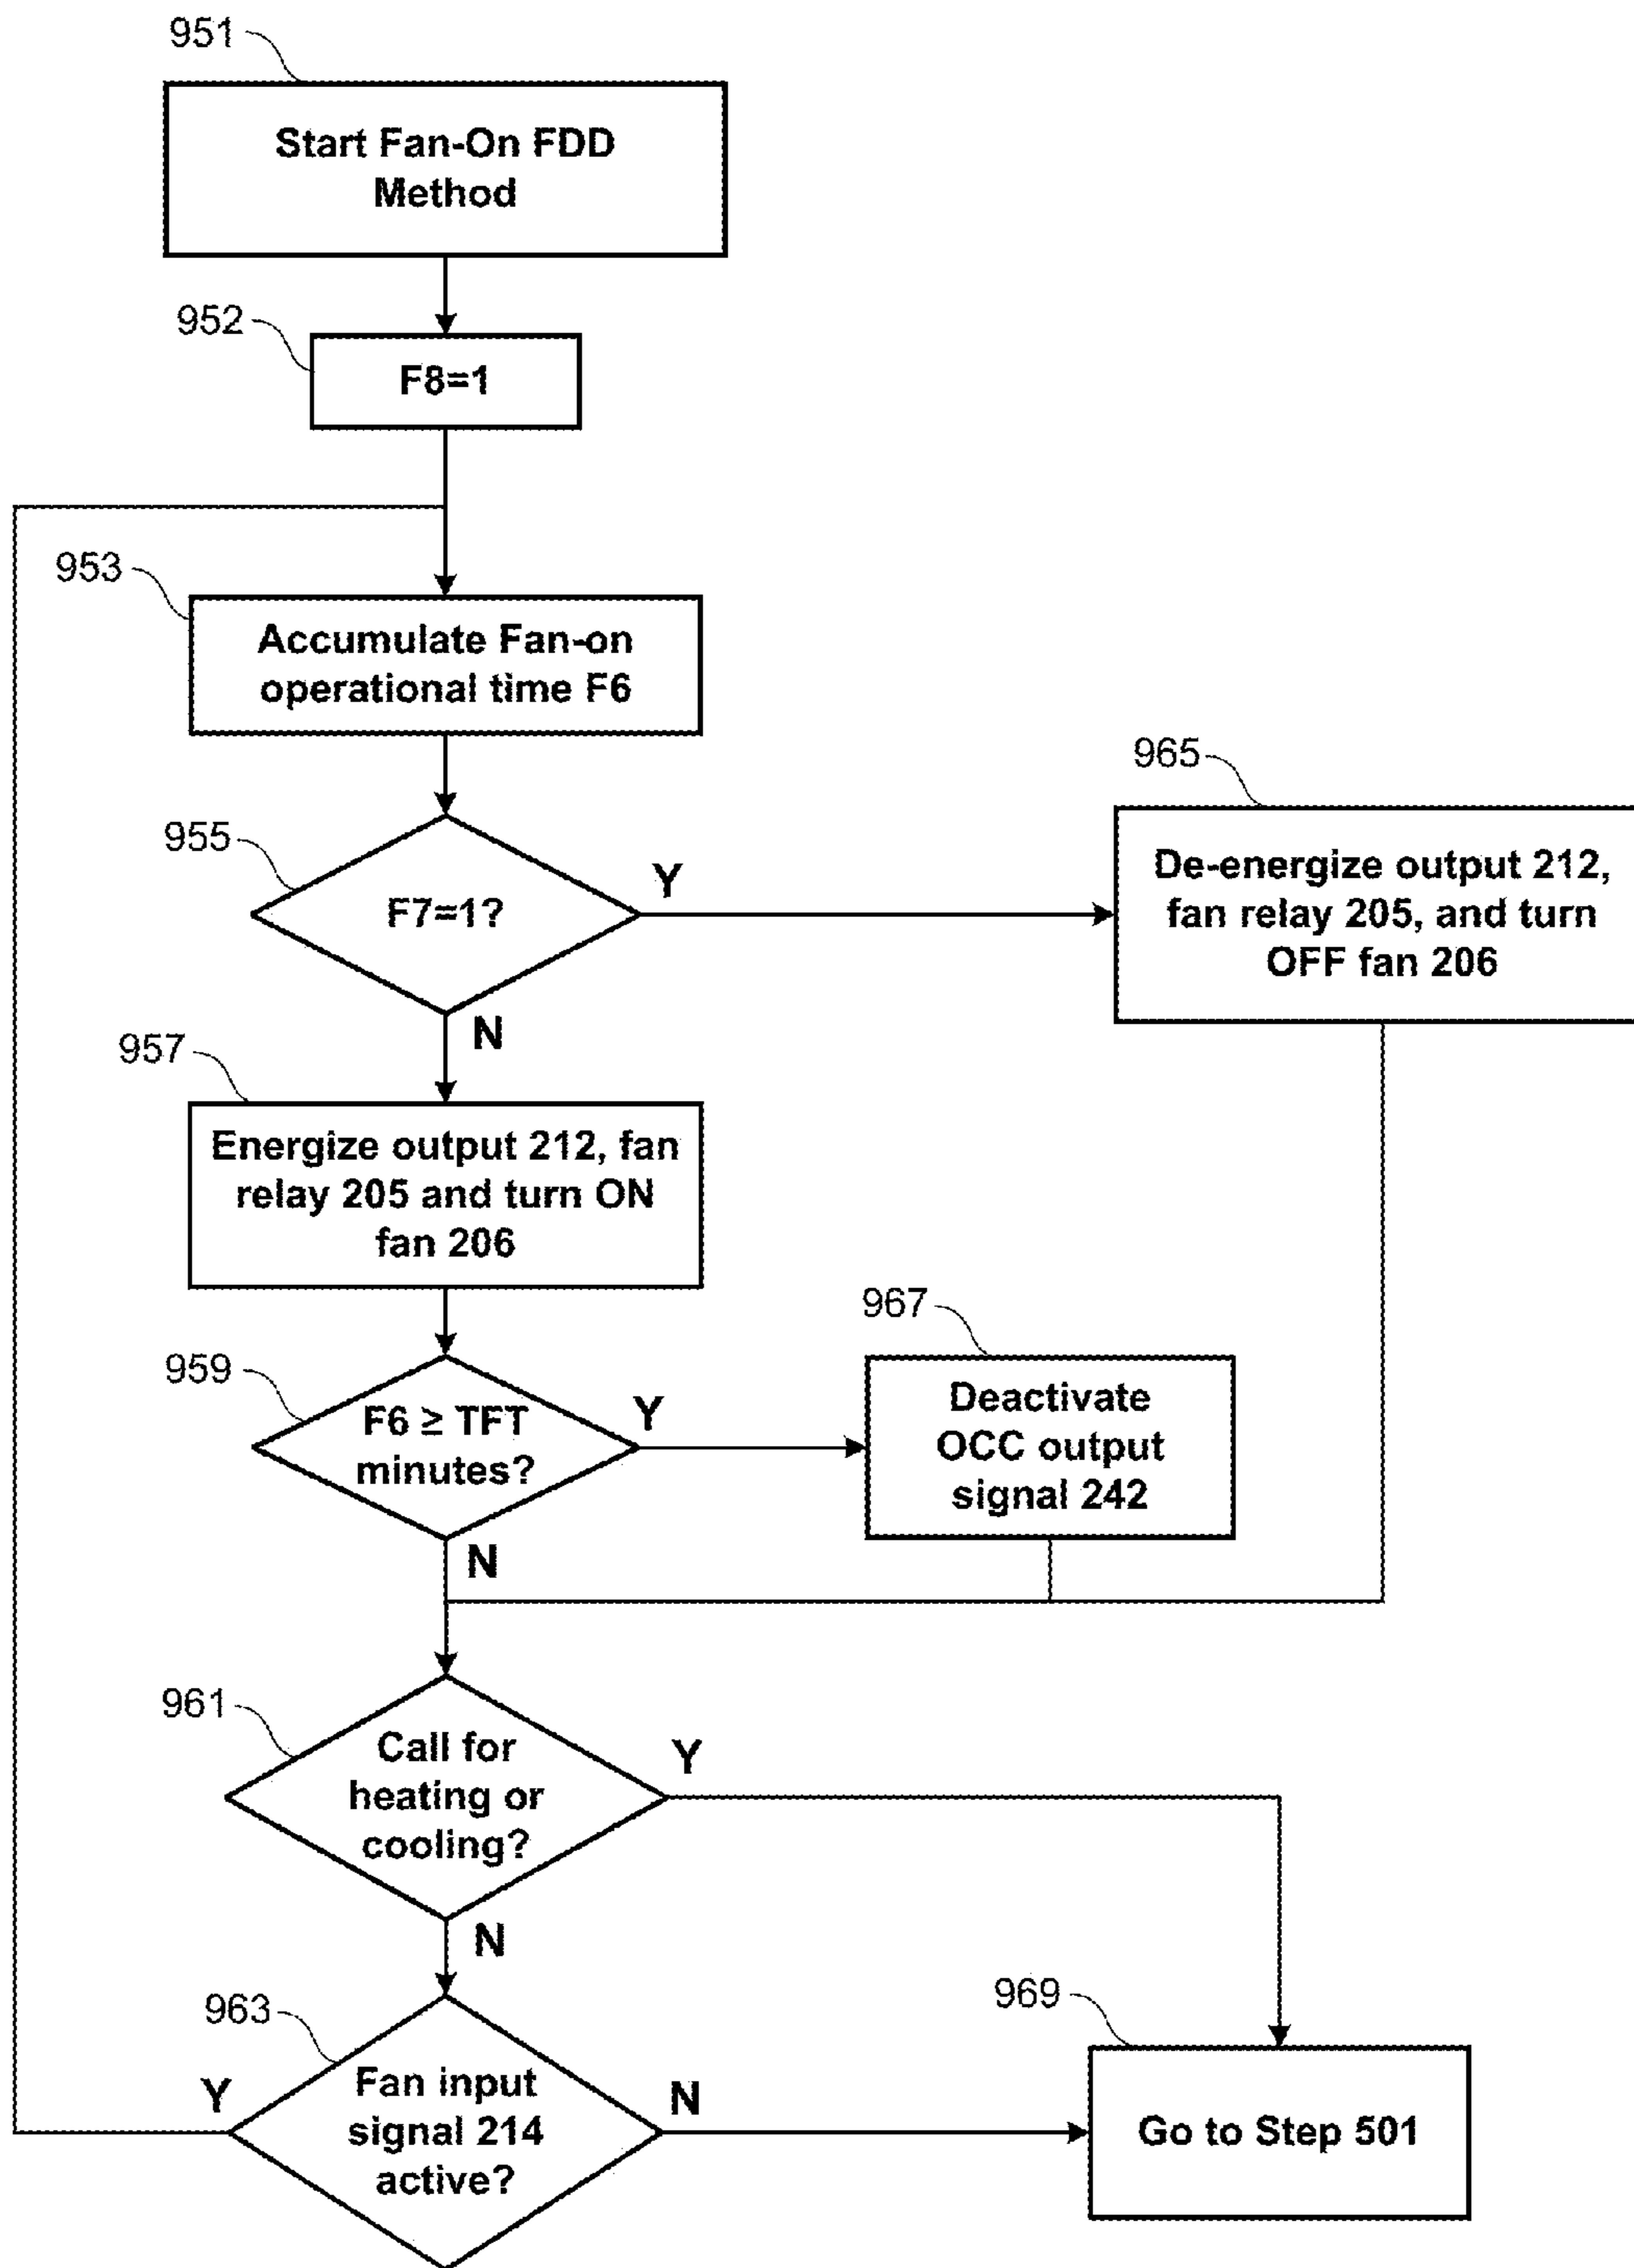 951
Start Fan-On FDD
Method
952
F8=1
953
Accumulate Fan-on
operational time F6
955
F7=1?
Y
N
965
De-energize output 212,
fan relay 205, and turn
OFF fan 206
957
Energize output 212, fan
relay 205 and turn ON
fan 206
959
F6 ≥ TFT
minutes?
Y
N
967
Deactivate
OCC output
signal 242
961
Call for
heating or
cooling?
Y
N
963
Fan input
signal 214
active?
Y
N
969
Go to Step 501